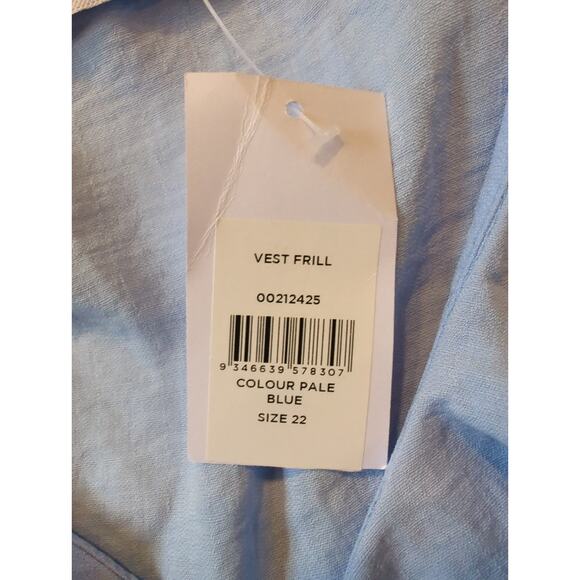 VEST FRILL
00212425
9 346639 578307
COLOUR PALE
BLUE
SIZE 22